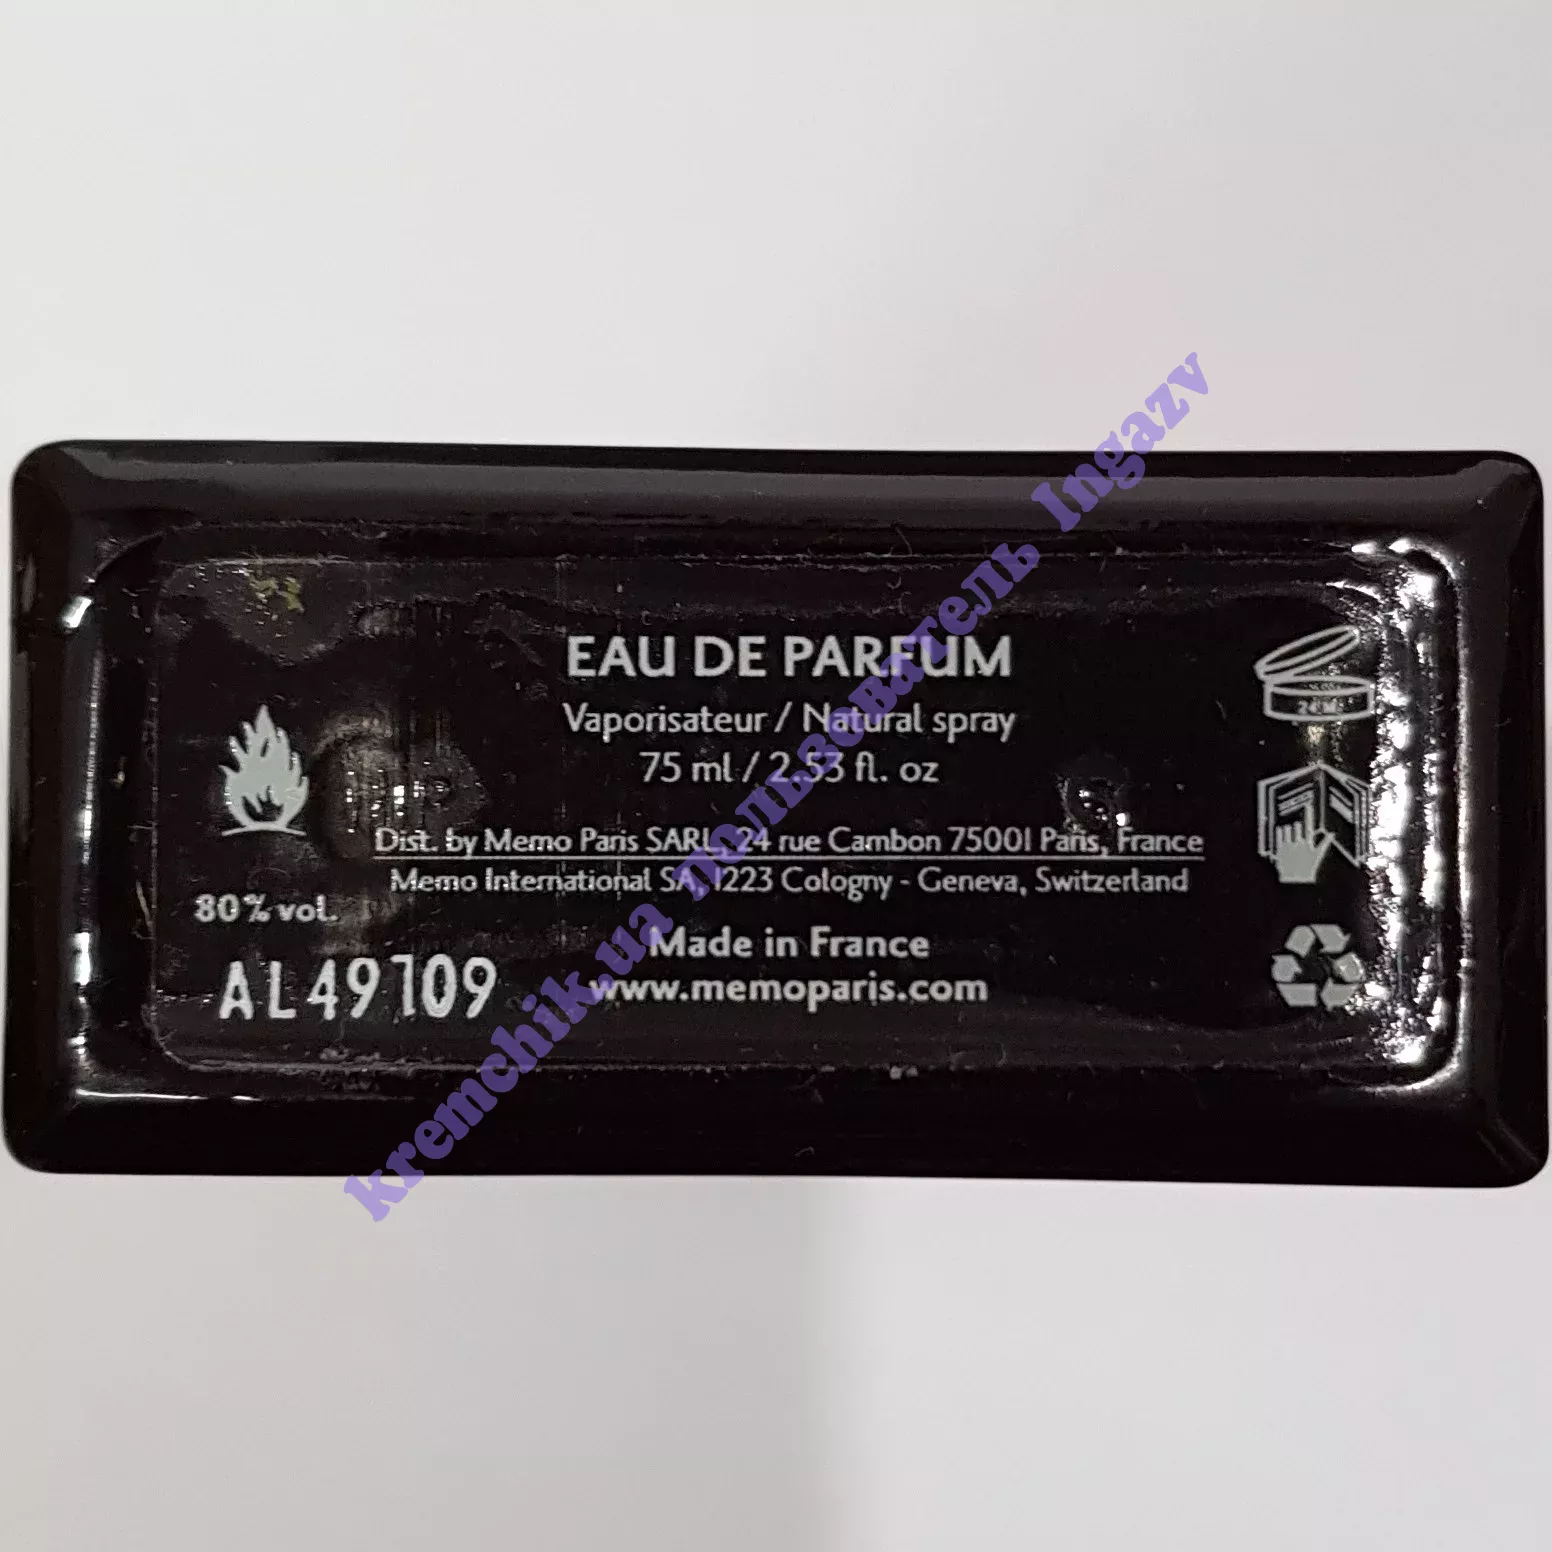 EAU DE PARFUM
Vaporisateur / Natural spray
75 ml / 2.53 fl. oz
Dist. by Memo Paris SARL, 24 rue Cambon 75001 Paris, France
Memo International SA, 1223 Cologny - Geneva, Switzerland
80% vol.
Made in France
AL49109
www.memoparis.com
24M
kremchik.ua пользователь Ingazv